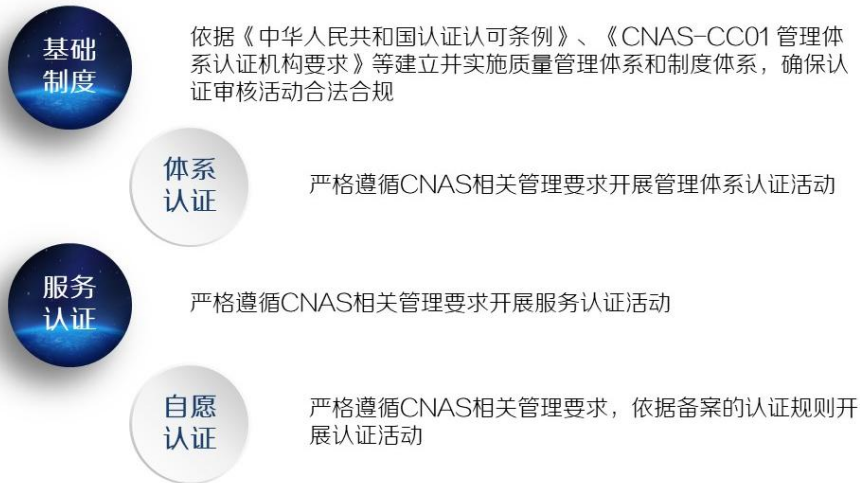 基础
制度
依据《中华人民共和国认证认可条例》、《CNAS-CC01管理体
系认证机构要求》等建立并实施质量管理体系和制度体系，确保认
证审核活动合法合规
体系
认证
严格遵循CNAS相关管理要求开展管理体系认证活动
服务
认证
严格遵循CNAS相关管理要求开展服务认证活动
自愿
认证
严格遵循CNAS相关管理要求，依据备案的认证规则开
展认证活动